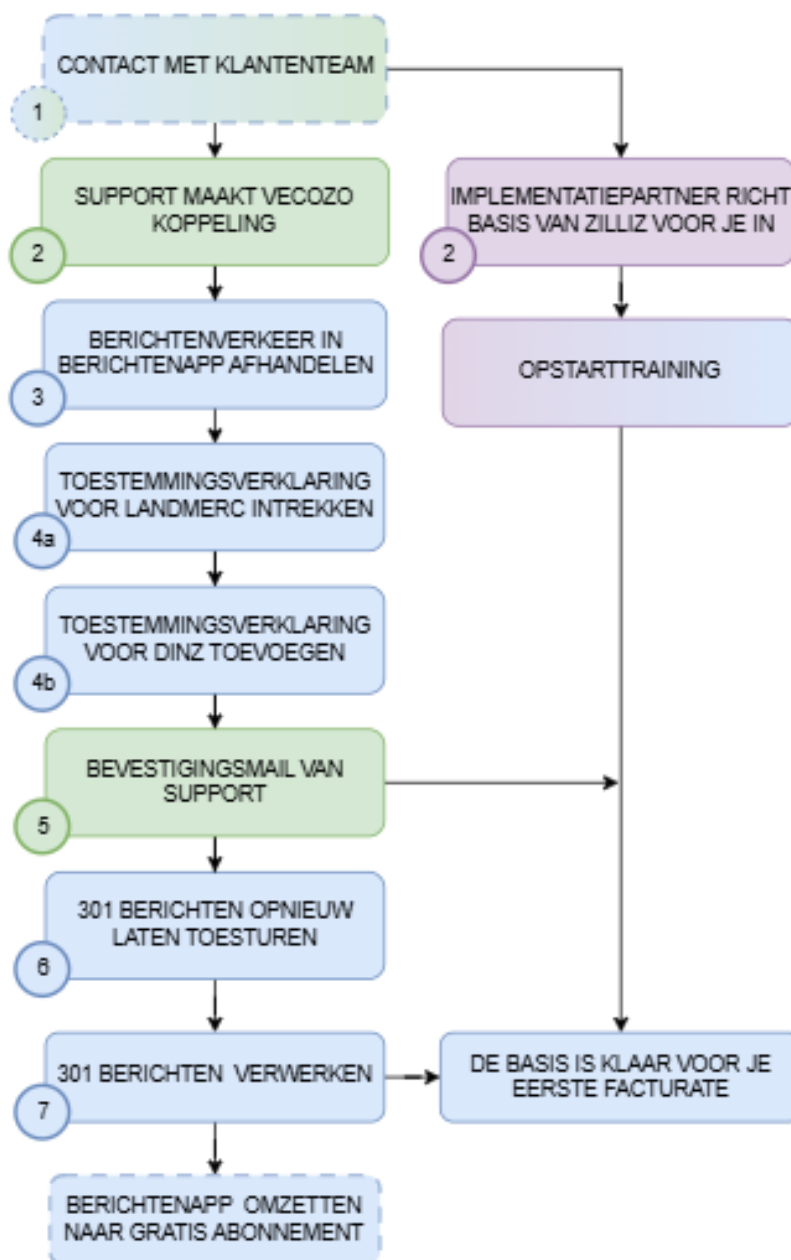 CONTACT MET KLANTENTEAM
1
SUPPORT MAAKT VECOZO
KOPPELING
2
IMPLEMENTATIEPARTNER RICHT
BASIS VAN ZILLIZ VOOR JE IN
2
BERICHTENVERKEER IN
BERICHTENAPP AFHANDELEN
3
OPSTARTTRAINING
TOESTEMMINGSVERKLARING
VOOR LANDMERC INTREKKEN
4a
TOESTEMMINGSVERKLARING
VOOR DINZ TOEVOEGEN
4b
BEVESTIGINGSMAIL VAN
SUPPORT
5
301 BERICHTEN OPNIEUW
LATEN TOESTUREN
6
301 BERICHTEN VERWERKEN
7
DE BASIS IS KLAAR VOOR JE
EERSTE FACTURATE
BERICHTENAPP OMZETTEN
NAAR GRATIS ABONNEMENT